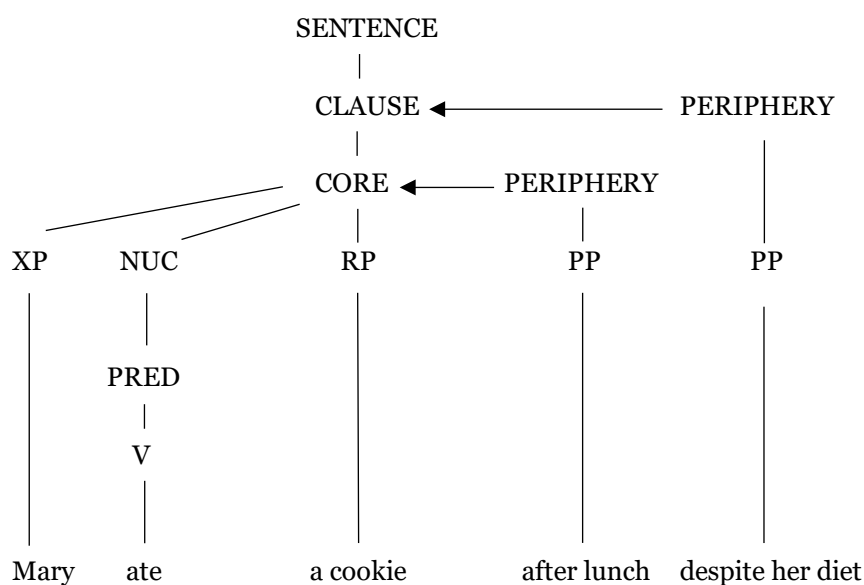 SENTENCE
CLAUSE PERIPHERY
CORE PERIPHERY
XP NUC RP PP PP
PRED
V
Mary ate a cookie after lunch despite her diet